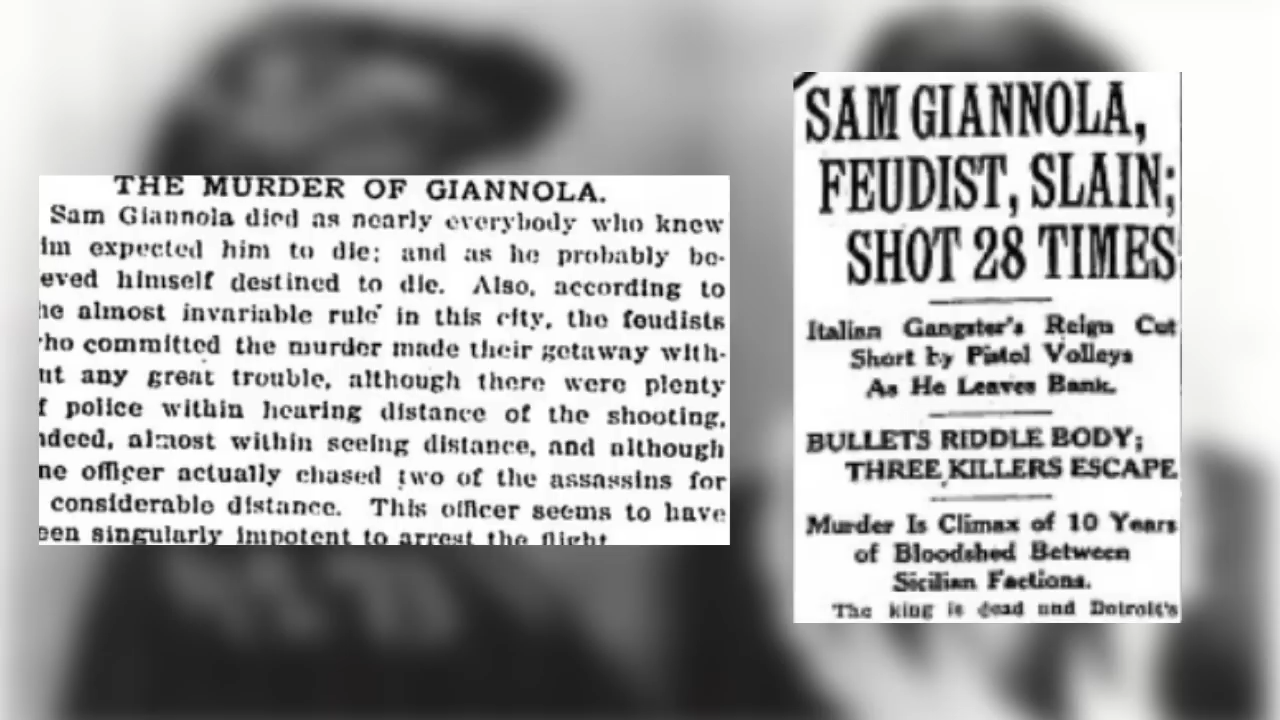 THE MURDER OF GIANNOLA.
Sam Giannola died as nearly everybody who knew
im expected him to die; and as he probably be-
eved himself destined to die. Also, according to
he almost invariable rule in this city, the feudists
ho committed the murder made their getaway with-
ut any great trouble, although there were plenty
f police within hearing distance of the shooting,
ndeed, almost within seeing distance, and although
ne officer actually chased two of the assassins for
considerable distance. This officer seems to have
een singularly impotent to arrest the flight
SAM GIANNOLA,
FEUDIST, SLAIN;
SHOT 28 TIMES
Italian Gangster's Reign Cut
Short by Pistol Volleys
As He Leaves Bank.
BULLETS RIDDLE BODY;
THREE KILLERS ESCAPE
Murder Is Climax of 10 Years
of Bloodshed Between
Sicilian Factions.
The king is dead and Detroit's